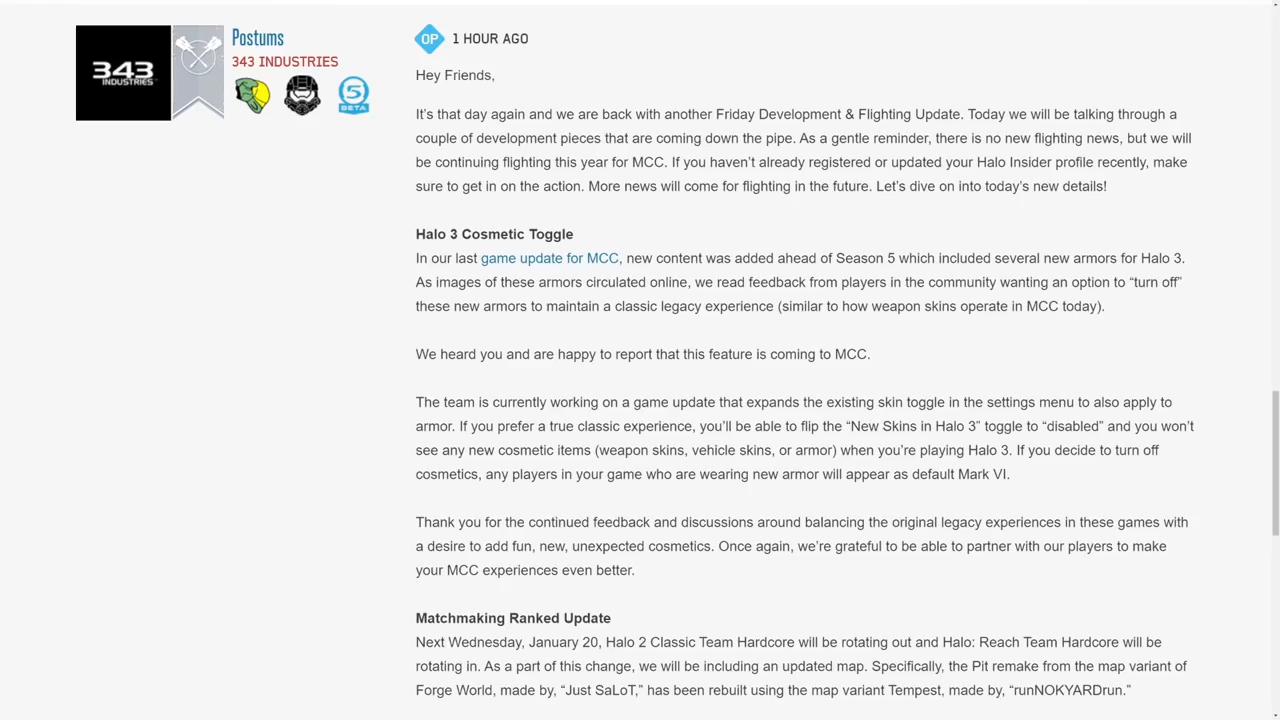 343
INDUSTRIES
Postums
343 INDUSTRIES
5
BETA
OP 1 HOUR AGO
Hey Friends,
It’s that day again and we are back with another Friday Development & Flighting Update. Today we will be talking through a
couple of development pieces that are coming down the pipe. As a gentle reminder, there is no new flighting news, but we will
be continuing flighting this year for MCC. If you haven’t already registered or updated your Halo Insider profile recently, make
sure to get in on the action. More news will come for flighting in the future. Let’s dive on into today’s new details!
Halo 3 Cosmetic Toggle
In our last game update for MCC, new content was added ahead of Season 5 which included several new armors for Halo 3.
As images of these armors circulated online, we read feedback from players in the community wanting an option to “turn off”
these new armors to maintain a classic legacy experience (similar to how weapon skins operate in MCC today).
We heard you and are happy to report that this feature is coming to MCC.
The team is currently working on a game update that expands the existing skin toggle in the settings menu to also apply to
armor. If you prefer a true classic experience, you’ll be able to flip the “New Skins in Halo 3” toggle to “disabled” and you won’t
see any new cosmetic items (weapon skins, vehicle skins, or armor) when you’re playing Halo 3. If you decide to turn off
cosmetics, any players in your game who are wearing new armor will appear as default Mark VI.
Thank you for the continued feedback and discussions around balancing the original legacy experiences in these games with
a desire to add fun, new, unexpected cosmetics. Once again, we’re grateful to be able to partner with our players to make
your MCC experiences even better.
Matchmaking Ranked Update
Next Wednesday, January 20, Halo 2 Classic Team Hardcore will be rotating out and Halo: Reach Team Hardcore will be
rotating in. As a part of this change, we will be including an updated map. Specifically, the Pit remake from the map variant of
Forge World, made by, “Just SaLoT,” has been rebuilt using the map variant Tempest, made by, “runNOKYARDrun.”